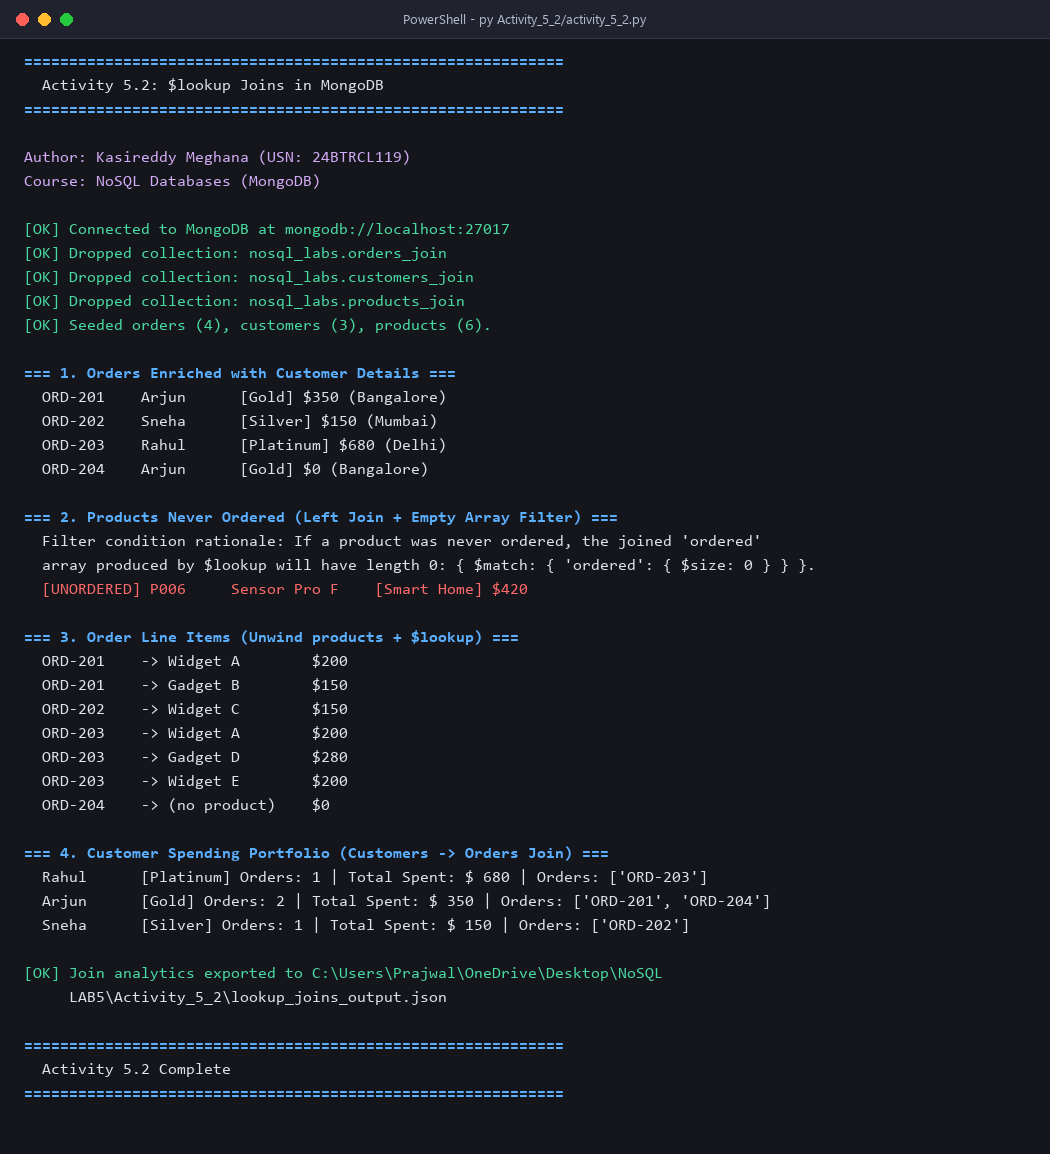 PowerShell - py Activity_5_2/activity_5_2.py
============================================================
  Activity 5.2: $lookup Joins in MongoDB
============================================================
Author: Kasireddy Meghana (USN: 24BTRCL119)
Course: NoSQL Databases (MongoDB)
[OK] Connected to MongoDB at mongodb://localhost:27017
[OK] Dropped collection: nosql_labs.orders_join
[OK] Dropped collection: nosql_labs.customers_join
[OK] Dropped collection: nosql_labs.products_join
[OK] Seeded orders (4), customers (3), products (6).
=== 1. Orders Enriched with Customer Details ===
  ORD-201    Arjun      [Gold] $350 (Bangalore)
  ORD-202    Sneha      [Silver] $150 (Mumbai)
  ORD-203    Rahul      [Platinum] $680 (Delhi)
  ORD-204    Arjun      [Gold] $0 (Bangalore)
=== 2. Products Never Ordered (Left Join + Empty Array Filter) ===
  Filter condition rationale: If a product was never ordered, the joined 'ordered'
  array produced by $lookup will have length 0: { $match: { 'ordered': { $size: 0 } } }.
  [UNORDERED] P006     Sensor Pro F    [Smart Home] $420
=== 3. Order Line Items (Unwind products + $lookup) ===
  ORD-201    -> Widget A        $200
  ORD-201    -> Gadget B        $150
  ORD-202    -> Widget C        $150
  ORD-203    -> Widget A        $200
  ORD-203    -> Gadget D        $280
  ORD-203    -> Widget E        $200
  ORD-204    -> (no product)    $0
=== 4. Customer Spending Portfolio (Customers -> Orders Join) ===
  Rahul      [Platinum] Orders: 1 | Total Spent: $ 680 | Orders: ['ORD-203']
  Arjun      [Gold] Orders: 2 | Total Spent: $ 350 | Orders: ['ORD-201', 'ORD-204']
  Sneha      [Silver] Orders: 1 | Total Spent: $ 150 | Orders: ['ORD-202']
[OK] Join analytics exported to C:\Users\Prajwal\OneDrive\Desktop\NoSQL
     LAB5\Activity_5_2\lookup_joins_output.json
============================================================
  Activity 5.2 Complete
============================================================